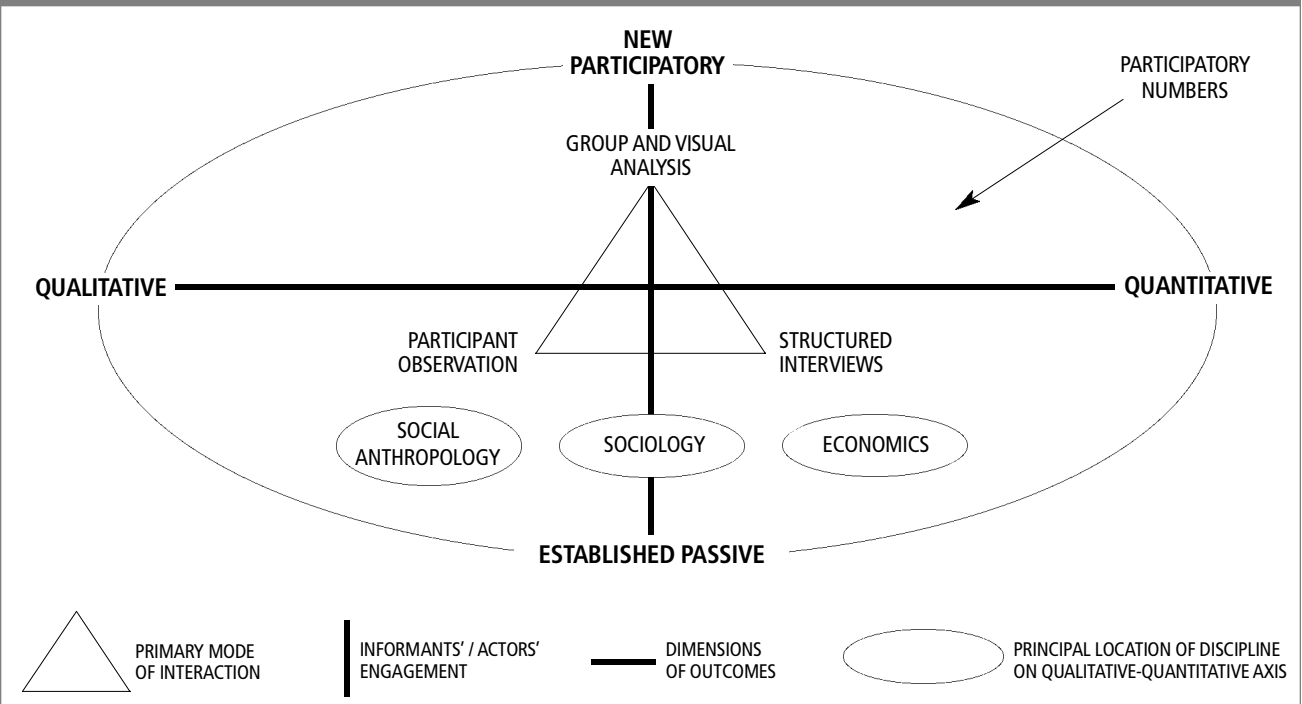 NEW
PARTICIPATORY
PARTICIPATORY
NUMBERS
GROUP AND VISUAL
ANALYSIS
QUALITATIVE
QUANTITATIVE
PARTICIPANT
OBSERVATION
STRUCTURED
INTERVIEWS
SOCIAL
ANTHROPOLOGY
SOCIOLOGY
ECONOMICS
ESTABLISHED PASSIVE
PRIMARY MODE
OF INTERACTION
INFORMANTS' / ACTORS'
ENGAGEMENT
DIMENSIONS
OF OUTCOMES
PRINCIPAL LOCATION OF DISCIPLINE
ON QUALITATIVE-QUANTITATIVE AXIS